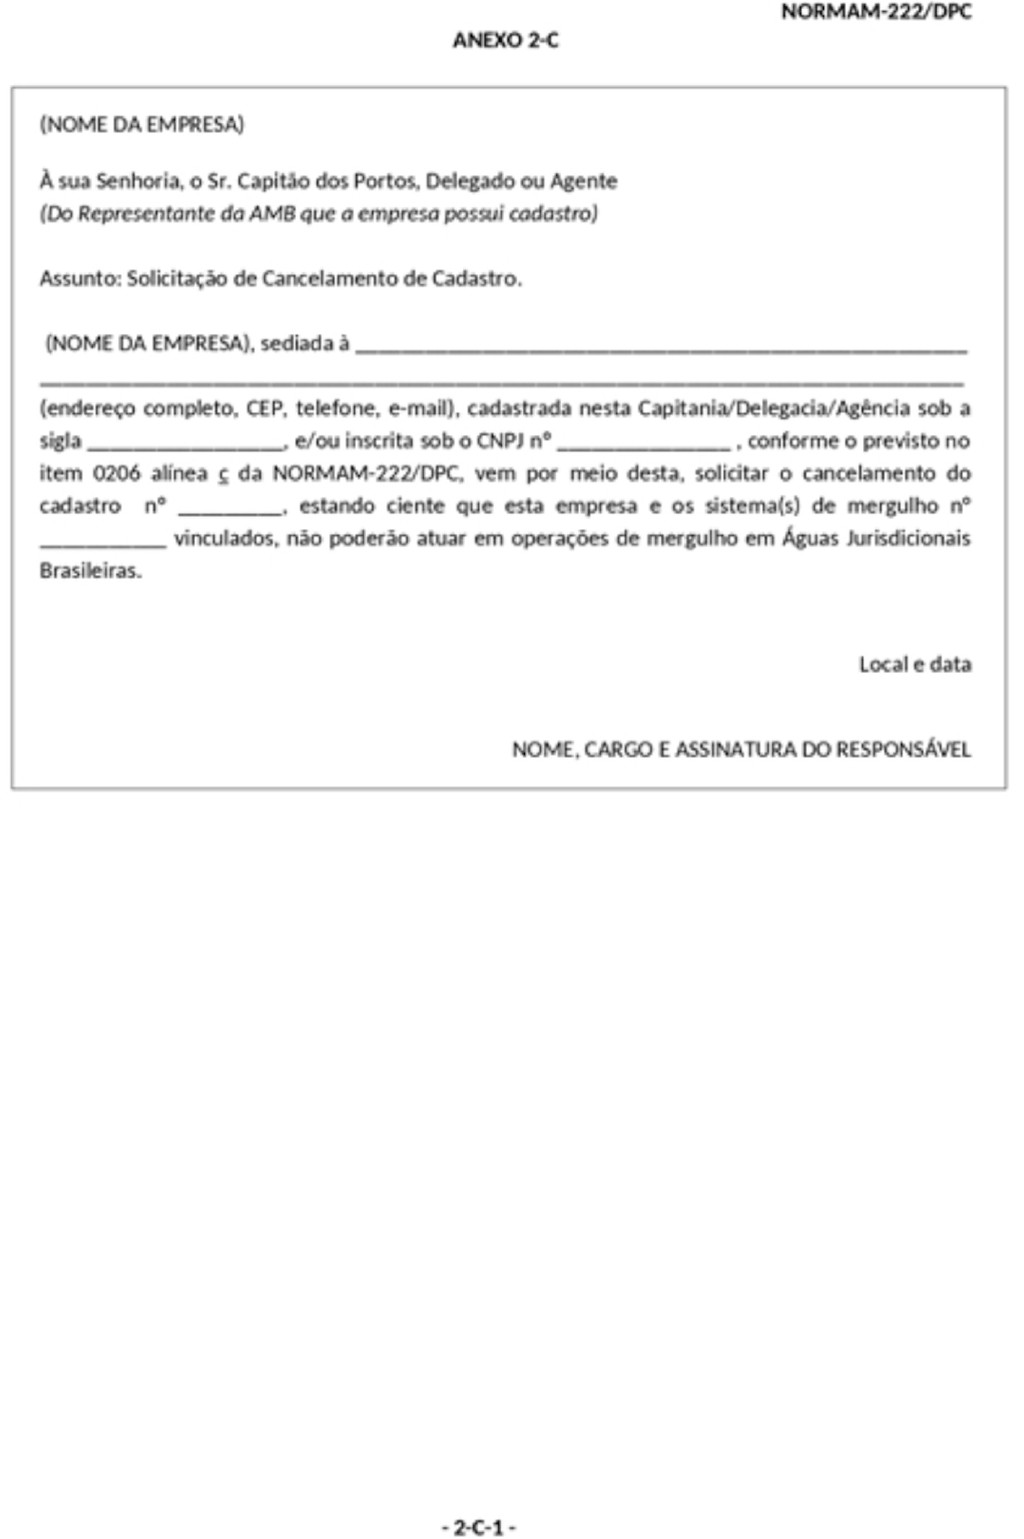 NORMAM-222/DPC
ANEXO 2-C
(NOME DA EMPRESA)
À sua Senhoria, o Sr. Capitão dos Portos, Delegado ou Agente
(Do Representante da AMB que a empresa possui cadastro)
Assunto: Solicitação de Cancelamento de Cadastro.
(NOME DA EMPRESA), sediada à ______________________________________________________
__________________________________________________________________________________
(endereço completo, CEP, telefone, e-mail), cadastrada nesta Capitania/Delegacia/Agência sob a
sigla _________________, e/ou inscrita sob o CNPJ nº _______________ , conforme o previsto no
item 0206 alínea c da NORMAM-222/DPC, vem por meio desta, solicitar o cancelamento do
cadastro nº _________, estando ciente que esta empresa e os sistema(s) de mergulho nº
___________ vinculados, não poderão atuar em operações de mergulho em Águas Jurisdicionais
Brasileiras.
Local e data
NOME, CARGO E ASSINATURA DO RESPONSÁVEL
- 2-C-1 -